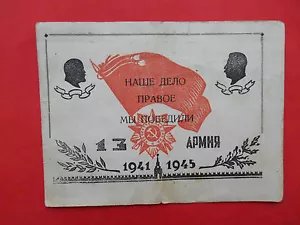 НАШЕ ДЕЛО
ПРАВОЕ
МЫ ПОБЕДИЛИ
13 АРМИЯ
1941 1945